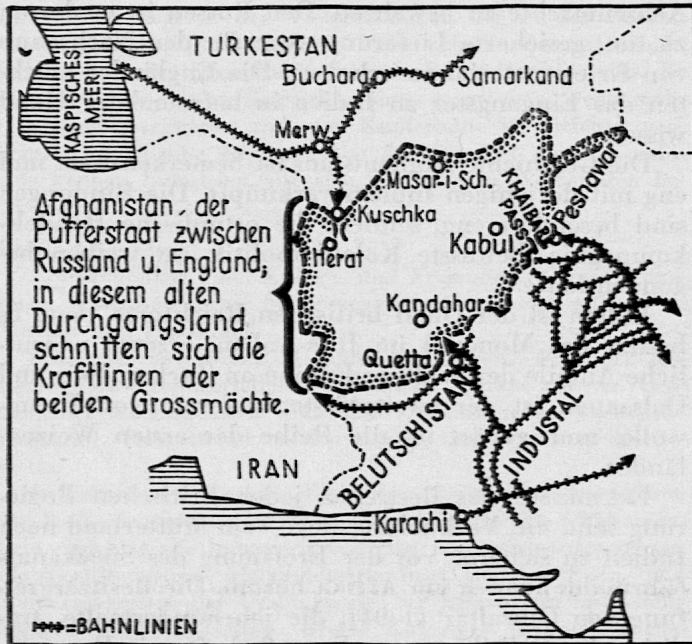 TURKESTAN
KASPISCHES
MEER
Buchara
Samarkand
Merw
Masar-i-Sch.
KHAIBAR
PASS
Peshawar
Kuschka
Herat
Kabul
Afghanistan, der
Pufferstaat zwischen
Russland u. England;
in diesem alten
Durchgangsland
schnitten sich die
Kraftlinien der
beiden Grossmächte.
Kandahar
Quetta
BELUTSCHISTAN
INDUSTAL
IRAN
Karachi
=BAHNLINIEN